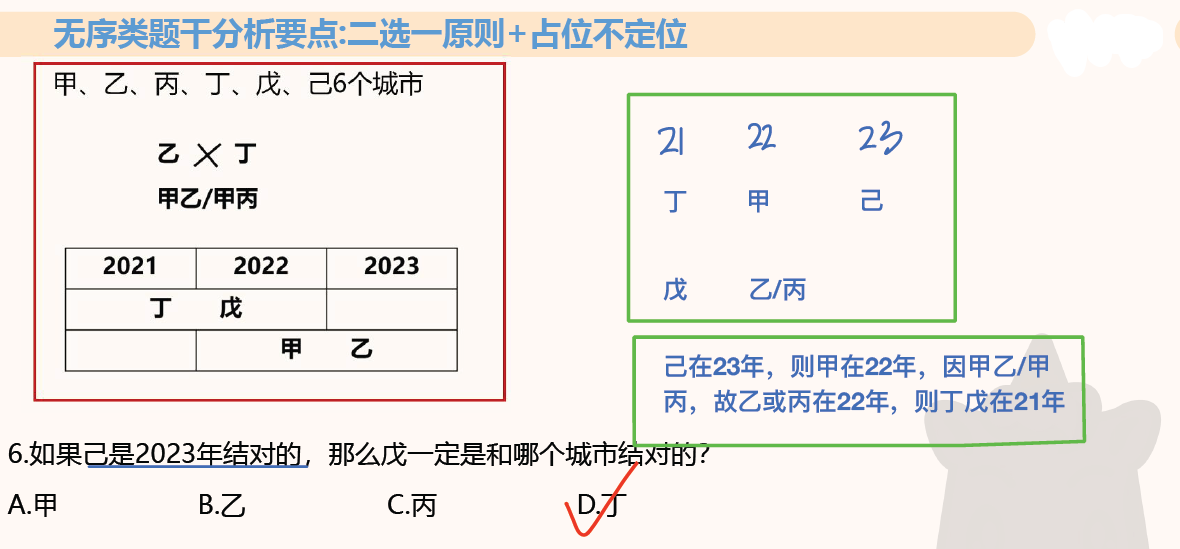 无序类题干分析要点:二选一原则+占位不定位
甲、乙、丙、丁、戊、己6个城市
乙 × 丁
甲乙/甲丙
2021 2022 2023
丁 戊
甲 乙
21 22 23
丁 甲 己
戊 乙/丙
己在23年，则甲在22年，因甲乙/甲
丙，故乙或丙在22年，则丁戊在21年
6.如果己是2023年结对的，那么戊一定是和哪个城市结对的?
A.甲 B.乙 C.丙 D.丁